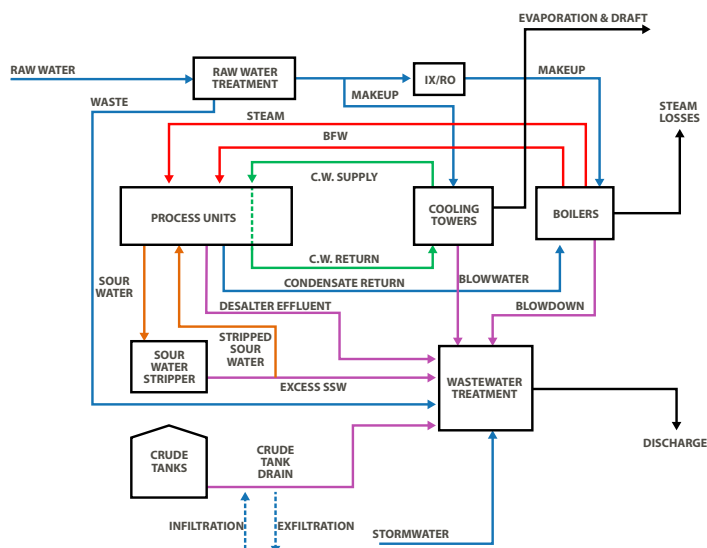 EVAPORATION & DRAFT
RAW WATER
RAW WATER
TREATMENT
IX/RO
MAKEUP
WASTE
MAKEUP
STEAM
LOSSES
STEAM
BFW
C.W. SUPPLY
PROCESS UNITS
COOLING
TOWERS
BOILERS
C.W. RETURN
SOUR
WATER
CONDENSATE RETURN
BLOWWATER
DESALTER EFFLUENT
BLOWDOWN
STRIPPED
SOUR
WATER
SOUR
WATER
STRIPPER
EXCESS SSW
WASTEWATER
TREATMENT
CRUDE
TANKS
CRUDE
TANK
DRAIN
DISCHARGE
INFILTRATION
EXFILTRATION
STORMWATER